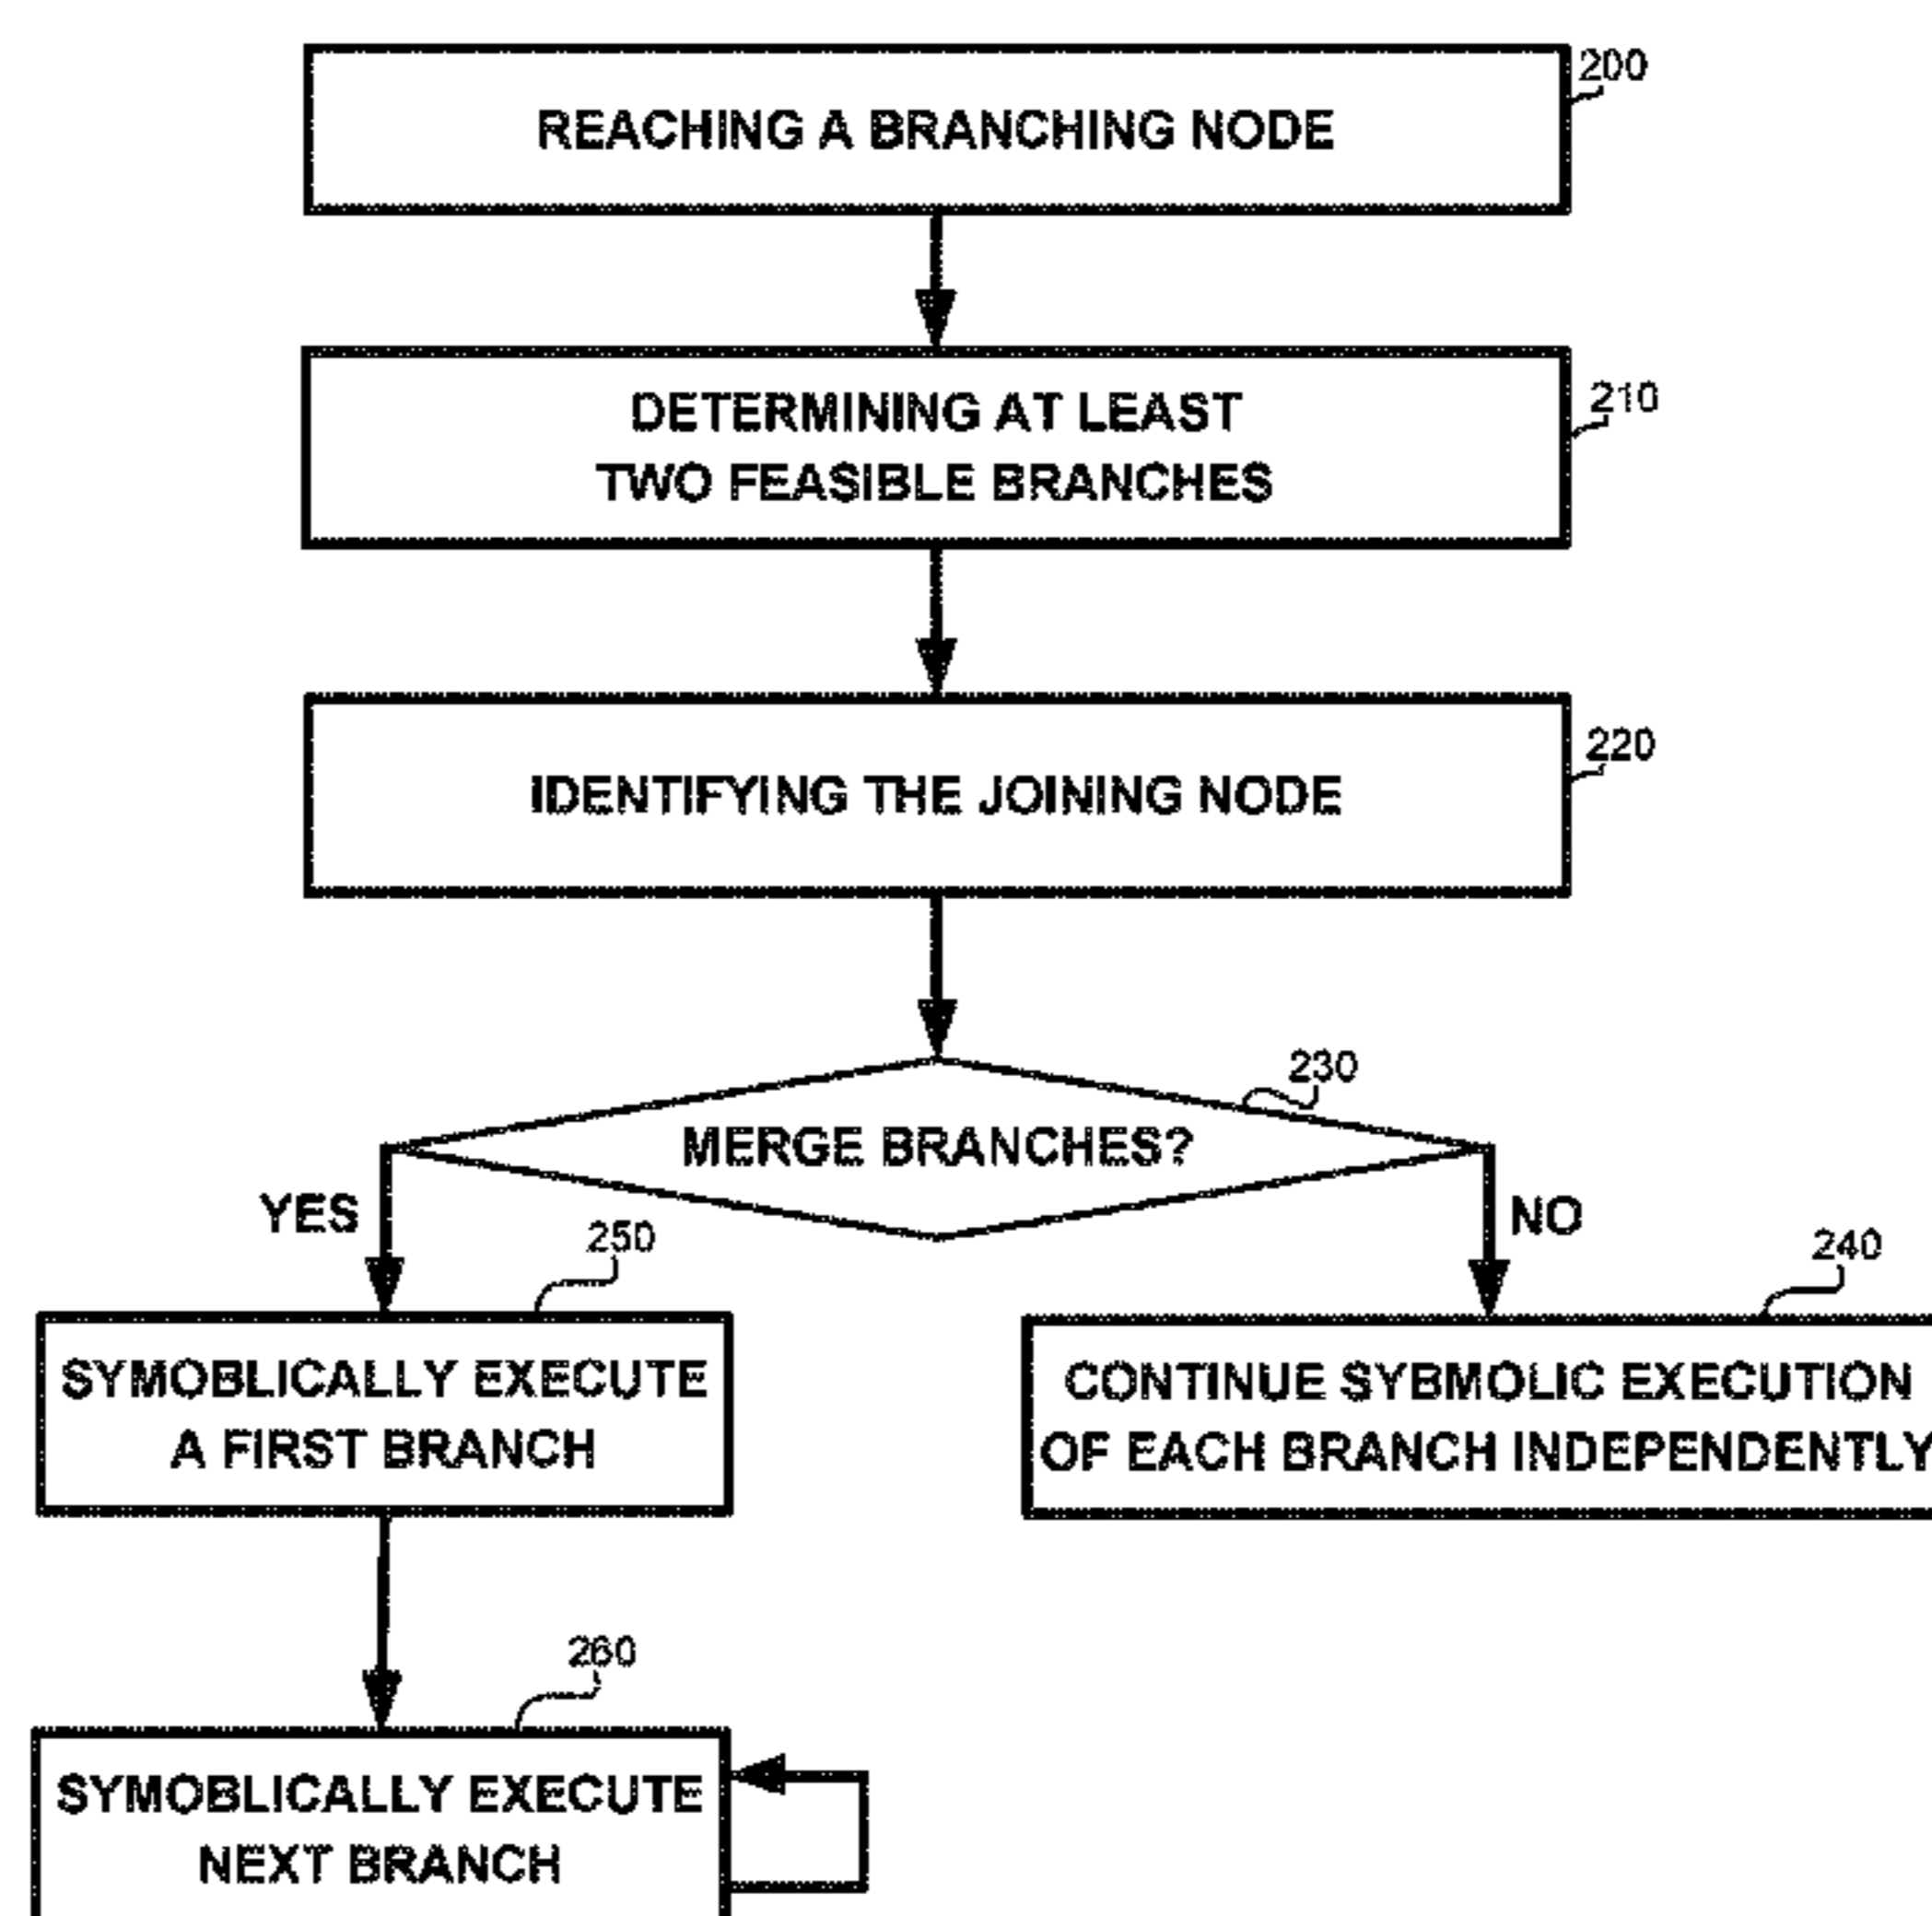 200
REACHING A BRANCHING NODE
210
DETERMINING AT LEAST
TWO FEASIBLE BRANCHES
220
IDENTIFYING THE JOINING NODE
230
MERGE BRANCHES?
YES
NO
250
240
SYMOBLICALLY EXECUTE
A FIRST BRANCH
CONTINUE SYBMOLIC EXECUTION
OF EACH BRANCH INDEPENDENTLY
260
SYMOBLICALLY EXECUTE
NEXT BRANCH